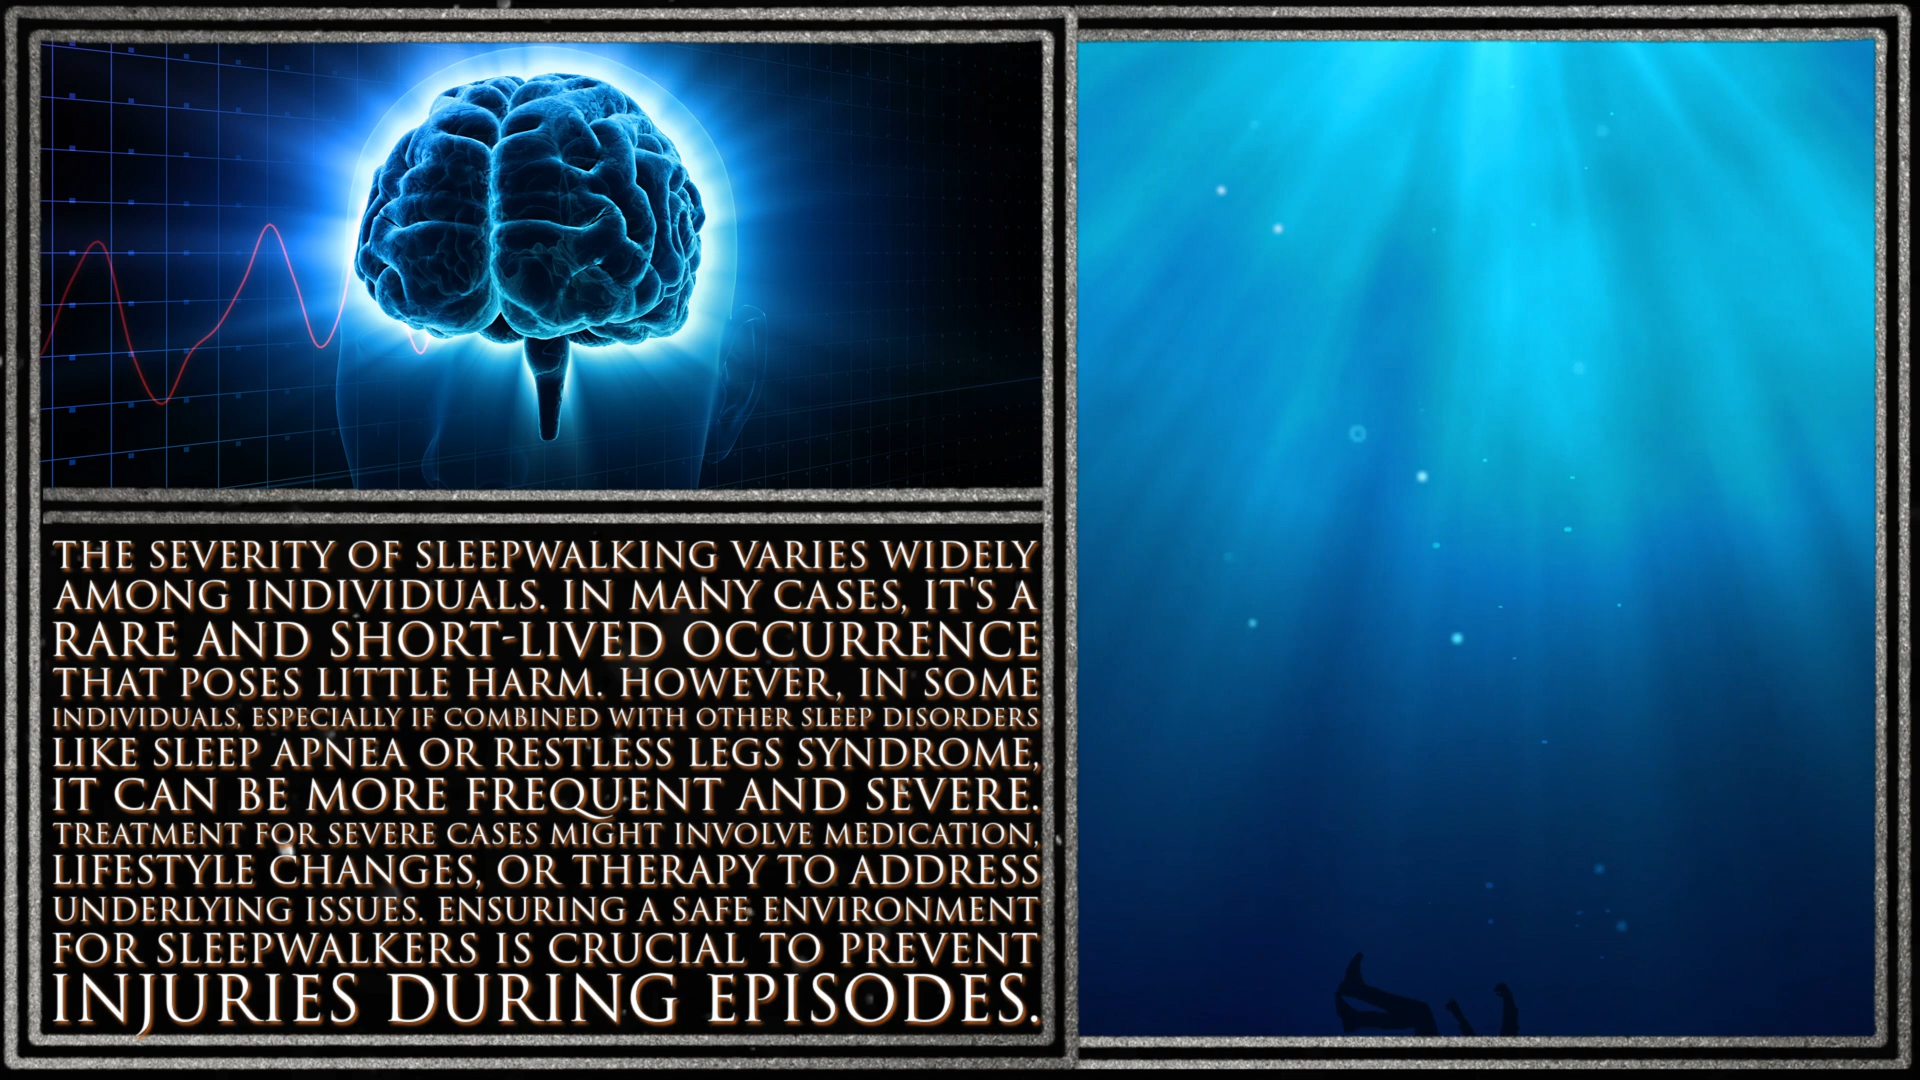 THE SEVERITY OF SLEEPWALKING VARIES WIDELY
AMONG INDIVIDUALS. IN MANY CASES, IT'S A
RARE AND SHORT-LIVED OCCURRENCE
THAT POSES LITTLE HARM. HOWEVER, IN SOME
INDIVIDUALS, ESPECIALLY IF COMBINED WITH OTHER SLEEP DISORDERS
LIKE SLEEP APNEA OR RESTLESS LEGS SYNDROME,
IT CAN BE MORE FREQUENT AND SEVERE.
TREATMENT FOR SEVERE CASES MIGHT INVOLVE MEDICATION,
LIFESTYLE CHANGES, OR THERAPY TO ADDRESS
UNDERLYING ISSUES. ENSURING A SAFE ENVIRONMENT
FOR SLEEPWALKERS IS CRUCIAL TO PREVENT
INJURIES DURING EPISODES.